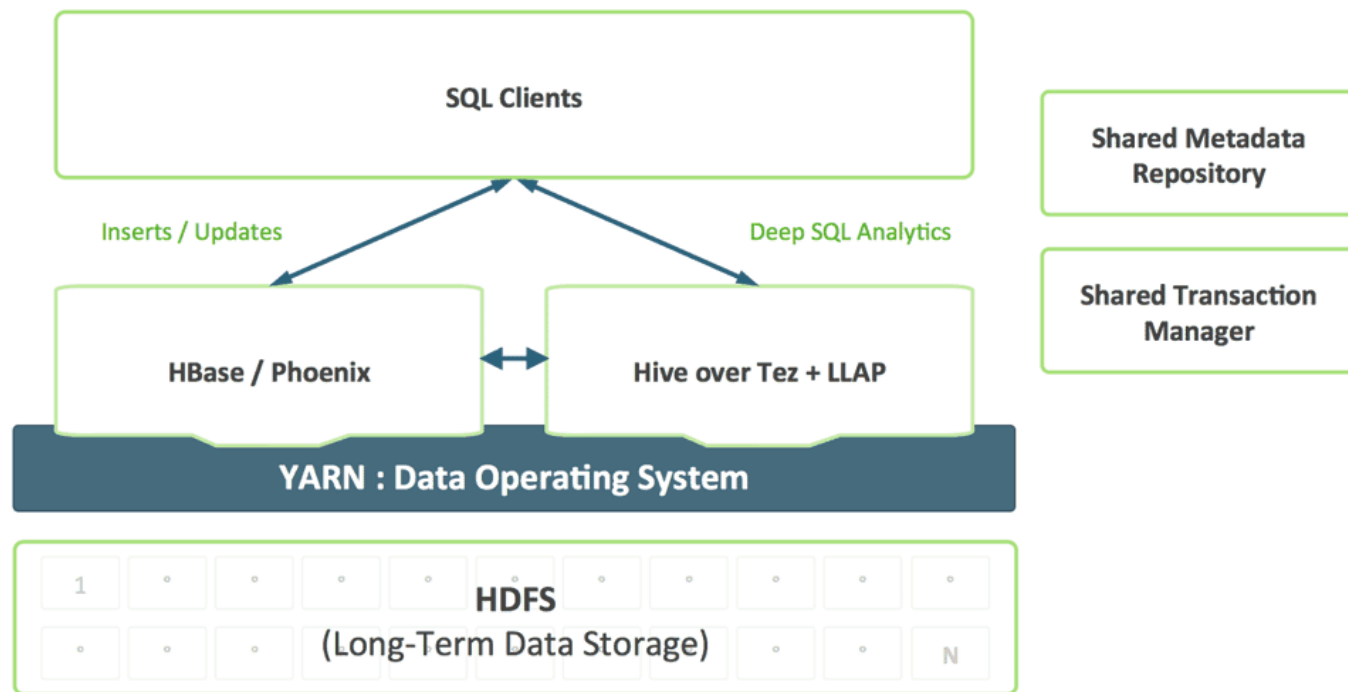 SQL Clients
Shared Metadata
Repository
Inserts / Updates
Deep SQL Analytics
Shared Transaction
Manager
HBase / Phoenix
Hive over Tez + LLAP
YARN : Data Operating System
1
HDFS
(Long-Term Data Storage)
N